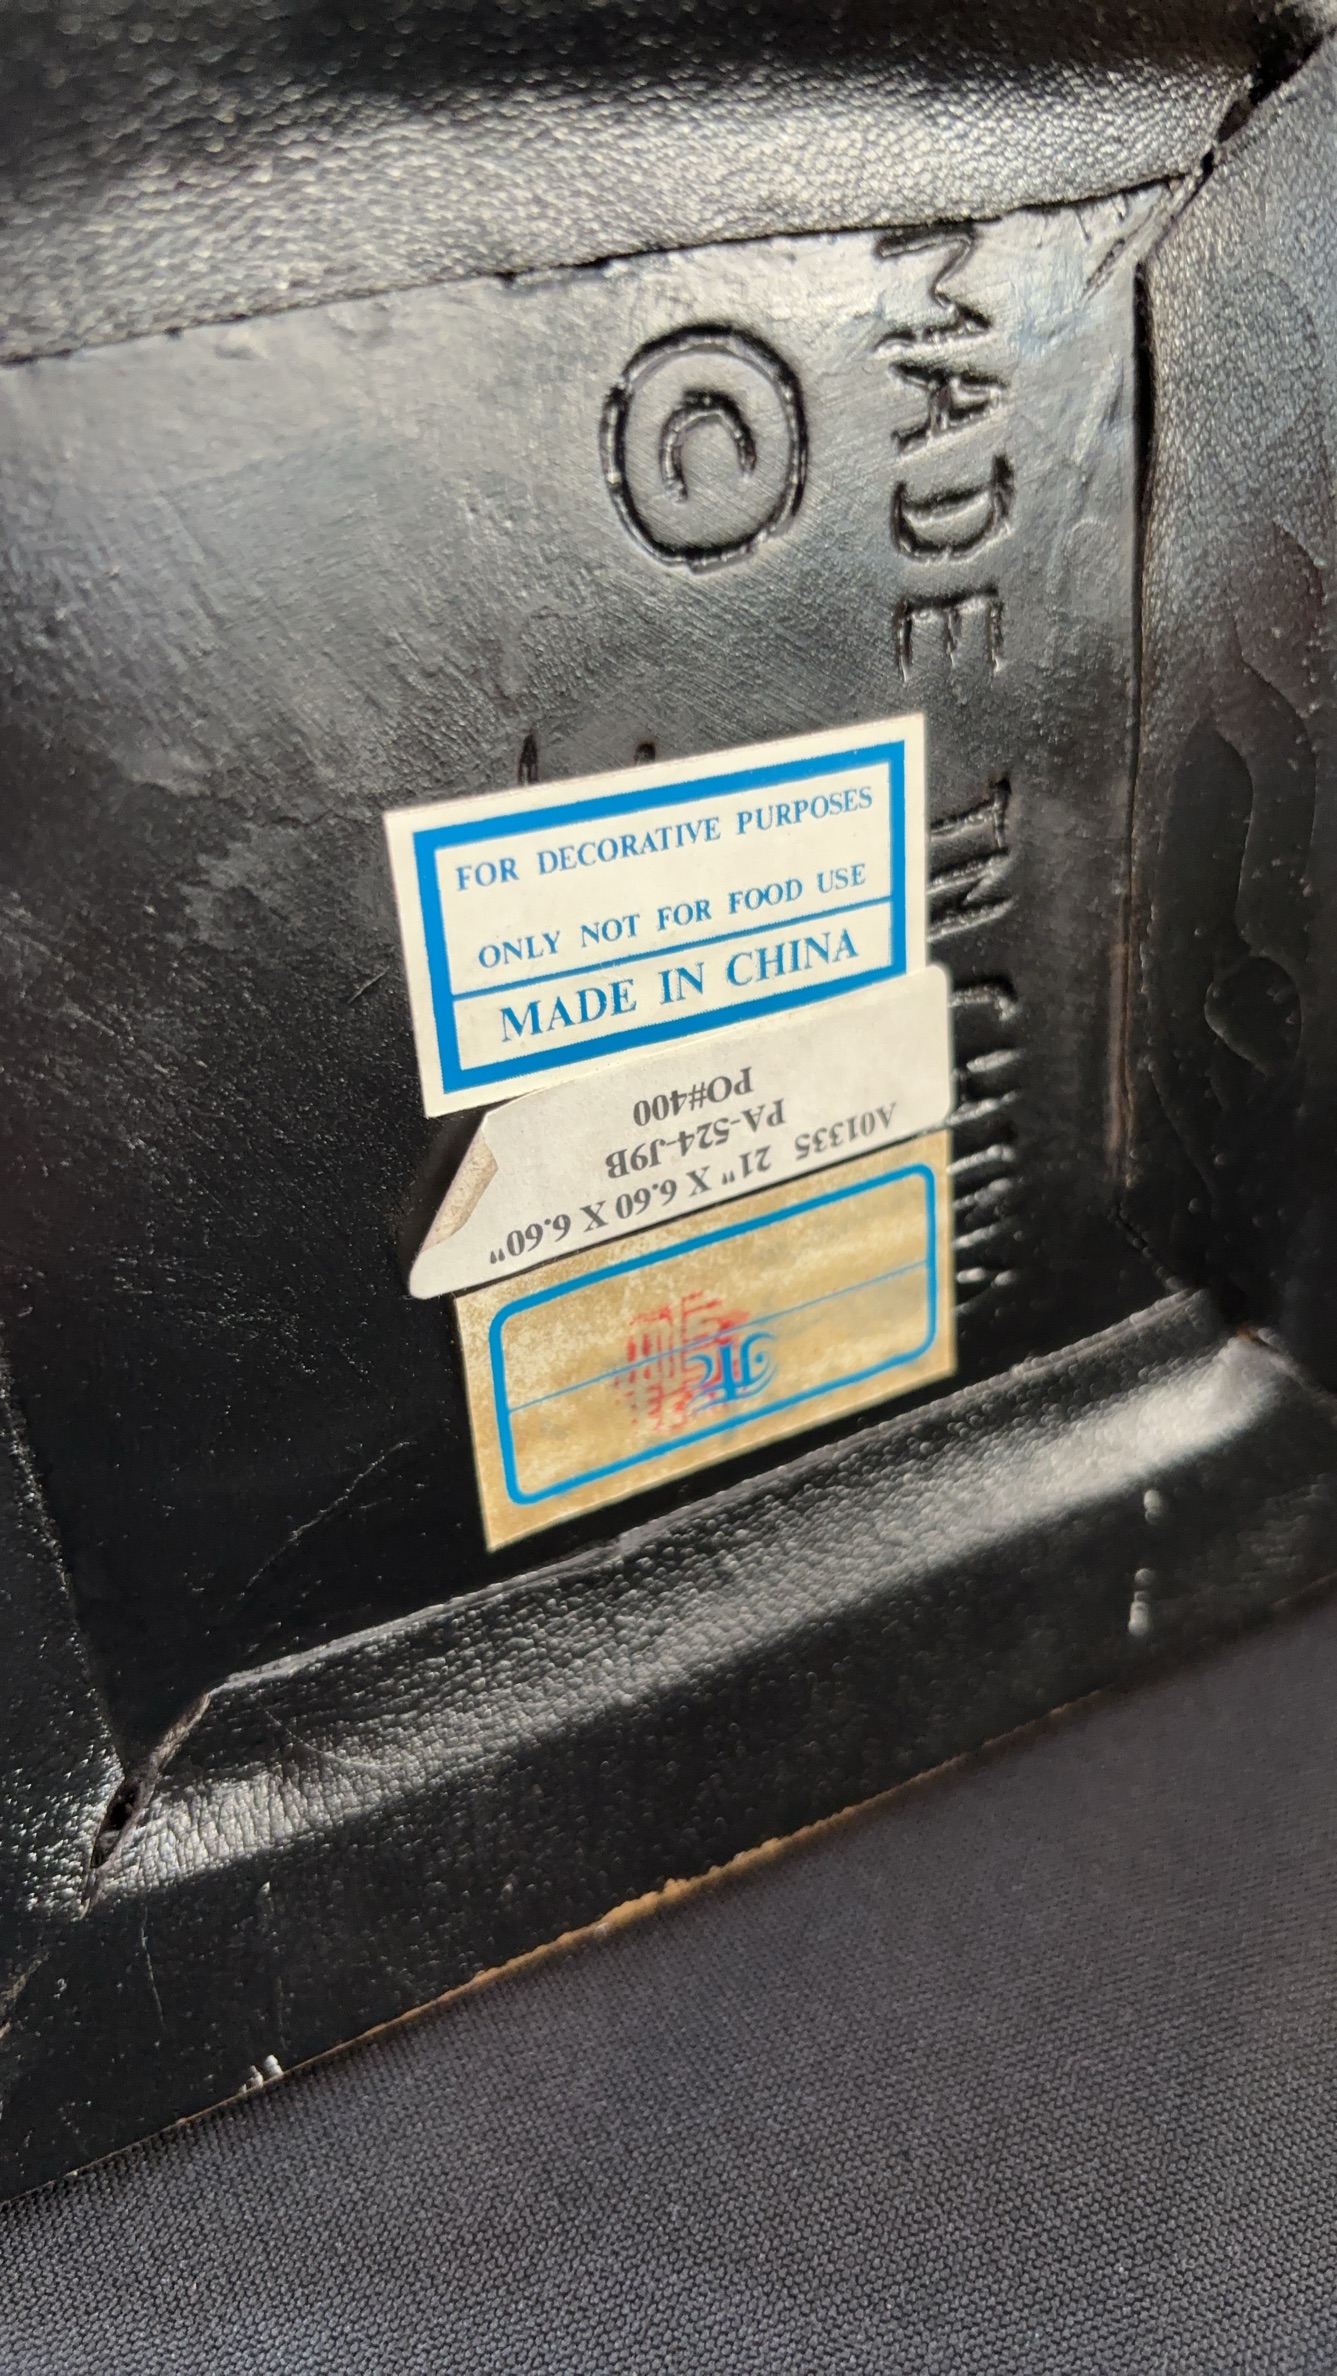 ©
MADE IN CHINA
FOR DECORATIVE PURPOSES
ONLY NOT FOR FOOD USE
MADE IN CHINA
A01335 21" X 6.60 X 6.60"
PA-524-J9B
PO#400